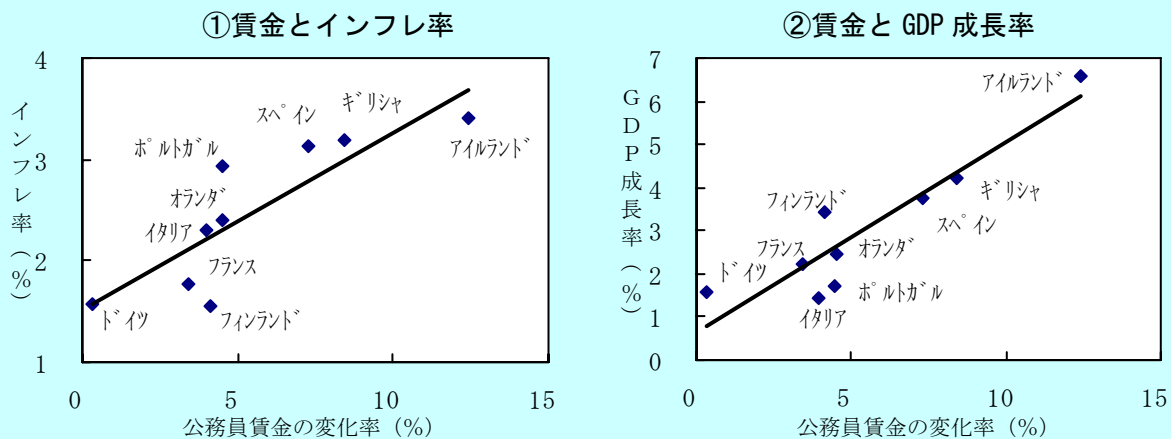 ①賃金とインフレ率
インフレ率(%)
4
3
2
1
0
5
10
15
ポルトガル
スペイン
ギリシャ
アイルランド
オランダ
イタリア
フランス
ドイツ
フィンランド
公務員賃金の変化率(%)
②賃金と GDP 成長率
GDP成長率(%)
7
6
5
4
3
2
1
0
0
5
10
15
アイルランド
ギリシャ
スペイン
フィンランド
フランス
オランダ
ドイツ
ポルトガル
イタリア
公務員賃金の変化率(%)